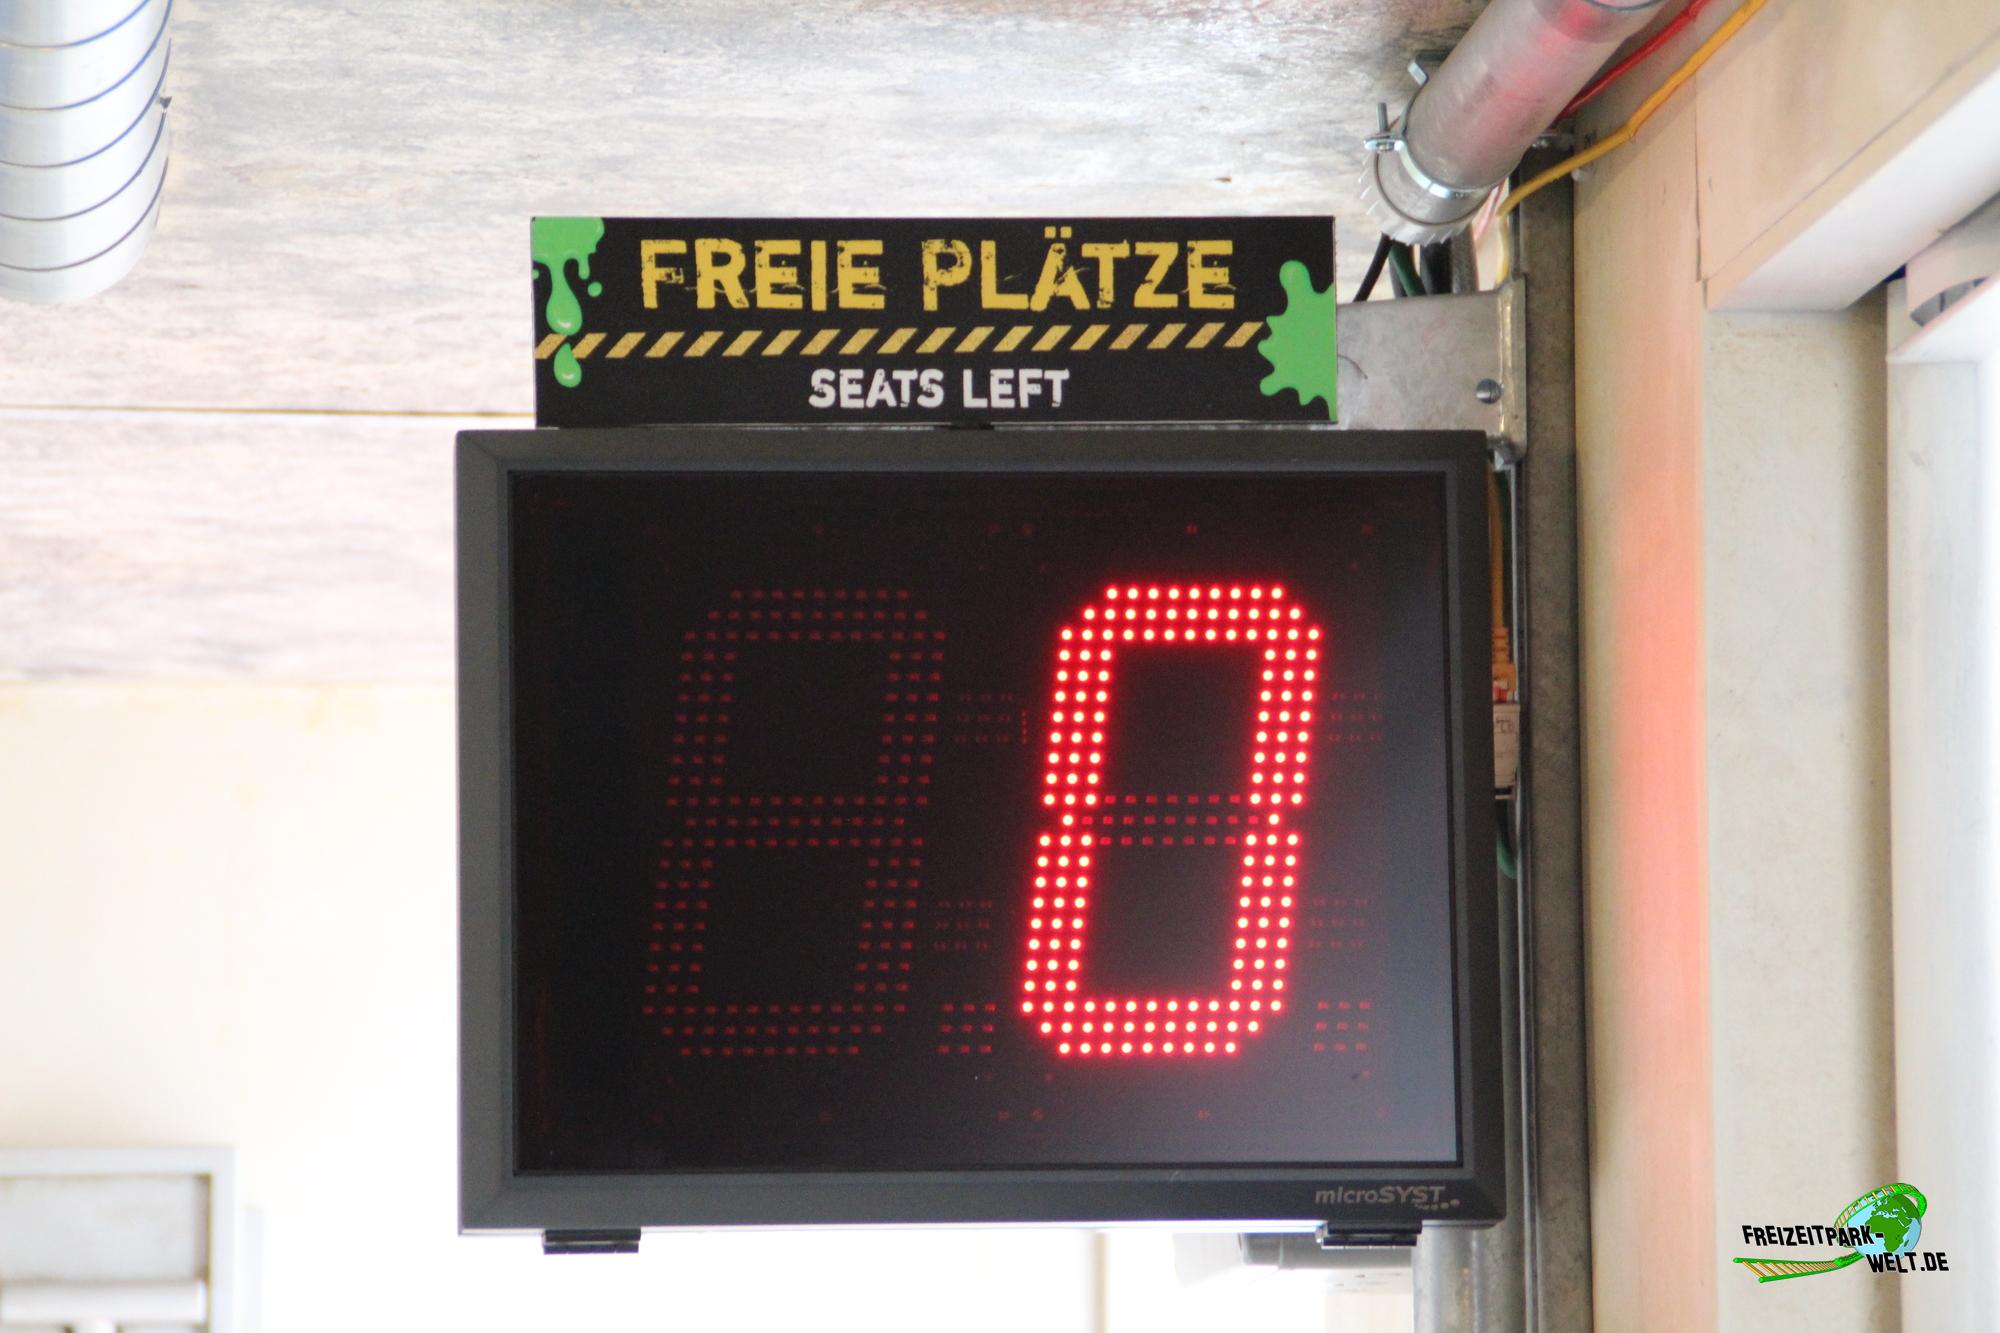 FREIE PLÄTZE
SEATS LEFT
0
microSYST
FREIZEITPARK-
WELT.DE